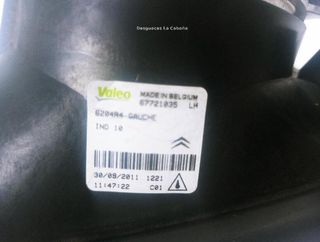 Desguaces La Cabaña
Valeo
MADE IN BELGIUM
67721035 LH
6204A4 GAUCHE
IND 10
30/09/2011 1221
11:47:22 C01